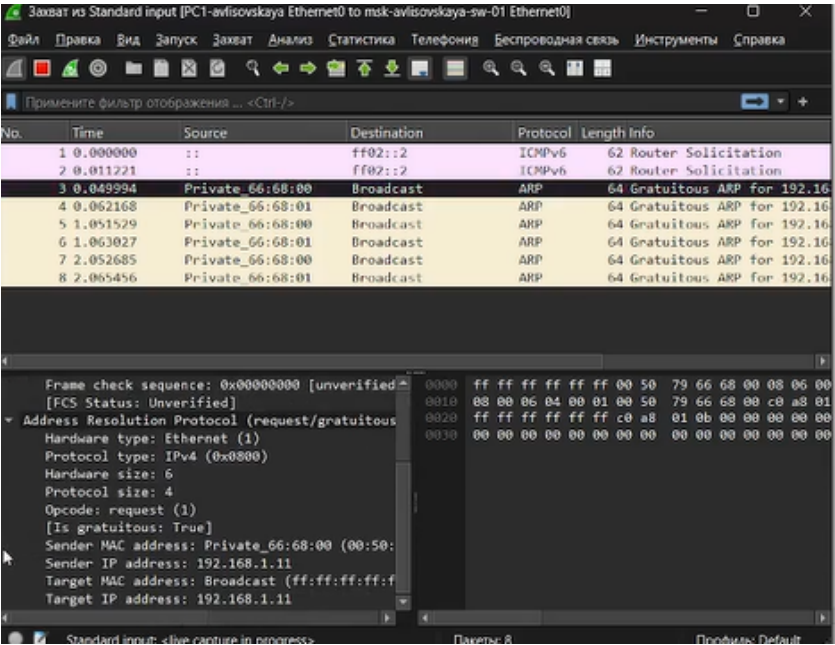 Захват из Standard input [PC1-avlisovskaya Ethernet0 to msk-avlisovskaya-sw-01 Ethernet0]
Файл Правка Вид Запуск Захват Анализ Статистика Телефония Беспроводная связь Инструменты Справка
Примените фильтр отображения ... <Ctrl-/>
No. Time Source Destination Protocol Length Info
1 0.000000 :: ff02::2 ICMPv6 62 Router Solicitation
2 0.011221 :: ff02::2 ICMPv6 62 Router Solicitation
3 0.049994 Private_66:68:00 Broadcast ARP 64 Gratuitous ARP for 192.16
4 0.062168 Private_66:68:01 Broadcast ARP 64 Gratuitous ARP for 192.16
5 1.051529 Private_66:68:00 Broadcast ARP 64 Gratuitous ARP for 192.16
6 1.063027 Private_66:68:01 Broadcast ARP 64 Gratuitous ARP for 192.16
7 2.052685 Private_66:68:00 Broadcast ARP 64 Gratuitous ARP for 192.16
8 2.065456 Private_66:68:01 Broadcast ARP 64 Gratuitous ARP for 192.16
Frame check sequence: 0x00000000 [unverified
[FCS Status: Unverified]
Address Resolution Protocol (request/gratuitous
Hardware type: Ethernet (1)
Protocol type: IPv4 (0x0800)
Hardware size: 6
Protocol size: 4
Opcode: request (1)
[Is gratuitous: True]
Sender MAC address: Private_66:68:00 (00:50:
Sender IP address: 192.168.1.11
Target MAC address: Broadcast (ff:ff:ff:ff:f
Target IP address: 192.168.1.11
0000 ff ff ff ff ff ff 00 50 79 66 68 00 08 06 00
0010 08 00 06 04 00 01 00 50 79 66 68 00 c0 a8 01
0020 ff ff ff ff ff ff c0 a8 01 0b 00 00 00 00 00
0030 00 00 00 00 00 00 00 00 00 00 00 00 00 00 00
Standard input: <live capture in progress> Пакеты: 8 Профиль: Default